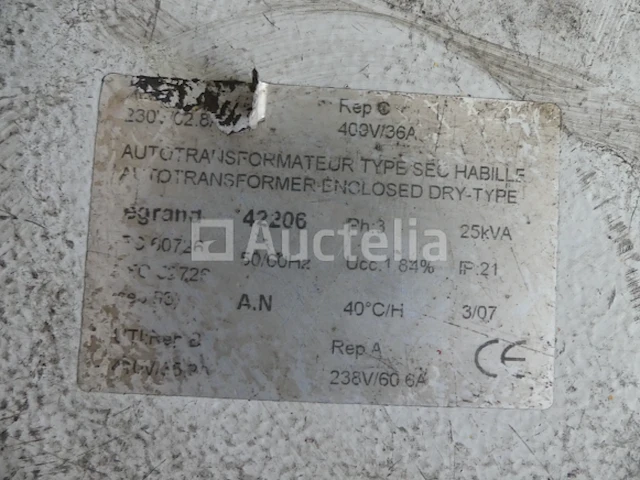 Rep C
400V/36A
AUTOTRANSFORMATEUR TYPE SEC HABILLE
AUTOTRANSFORMER ENCLOSED DRY-TYPE
egrand 42206 Ph:3 25kVA
Auctelia
50/60Hz Ucc:1.84% IP:21
A.N 40°C/H 3/07
Rep A
238V/60.6A
CE